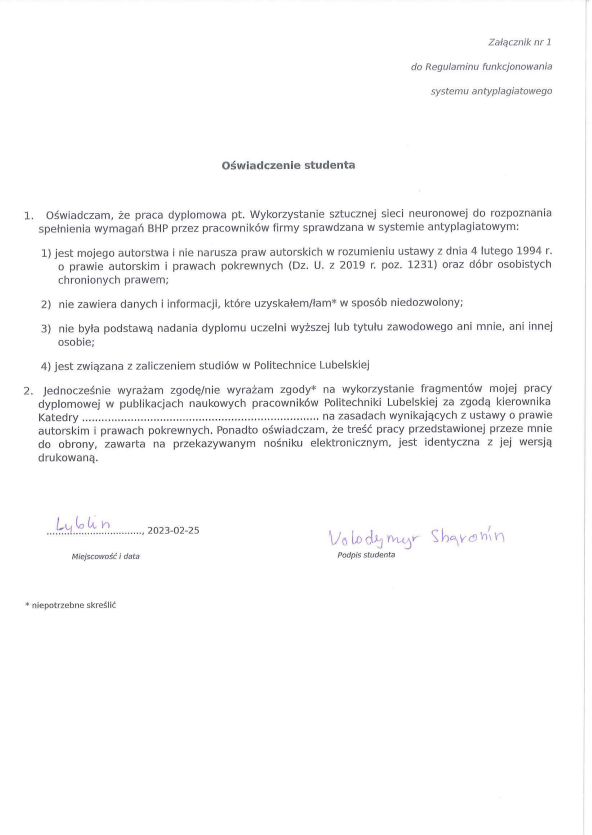 Załącznik nr 1
do Regulaminu funkcjonowania
systemu antyplagiatowego
Oświadczenie studenta
1. Oświadczam, że praca dyplomowa pt. Wykorzystanie sztucznej sieci neuronowej do rozpoznania
spełnienia wymagań BHP przez pracowników firmy sprawdzana w systemie antyplagiatowym:
1) jest mojego autorstwa i nie narusza praw autorskich w rozumieniu ustawy z dnia 4 lutego 1994 r.
o prawie autorskim i prawach pokrewnych (Dz. U. z 2019 r. poz. 1231) oraz dóbr osobistych
chronionych prawem;
2) nie zawiera danych i informacji, które uzyskałem/łam* w sposób niedozwolony;
3) nie była podstawą nadania dyplomu uczelni wyższej lub tytułu zawodowego ani mnie, ani innej
osobie;
4) jest związana z zaliczeniem studiów w Politechnice Lubelskiej
2. Jednocześnie wyrażam zgodę/nie wyrażam zgody* na wykorzystanie fragmentów mojej pracy
dyplomowej w publikacjach naukowych pracowników Politechniki Lubelskiej za zgodą kierownika
Katedry ........................................................................ na zasadach wynikających z ustawy o prawie
autorskim i prawach pokrewnych. Ponadto oświadczam, że treść pracy przedstawionej przeze mnie
do obrony, zawarta na przekazywanym nośniku elektronicznym, jest identyczna z jej wersją
drukowaną.
Lyblin............................., 2023-02-25
Volodymyr Sharonin
Miejscowość i data
Podpis studenta
* niepotrzebne skreślić